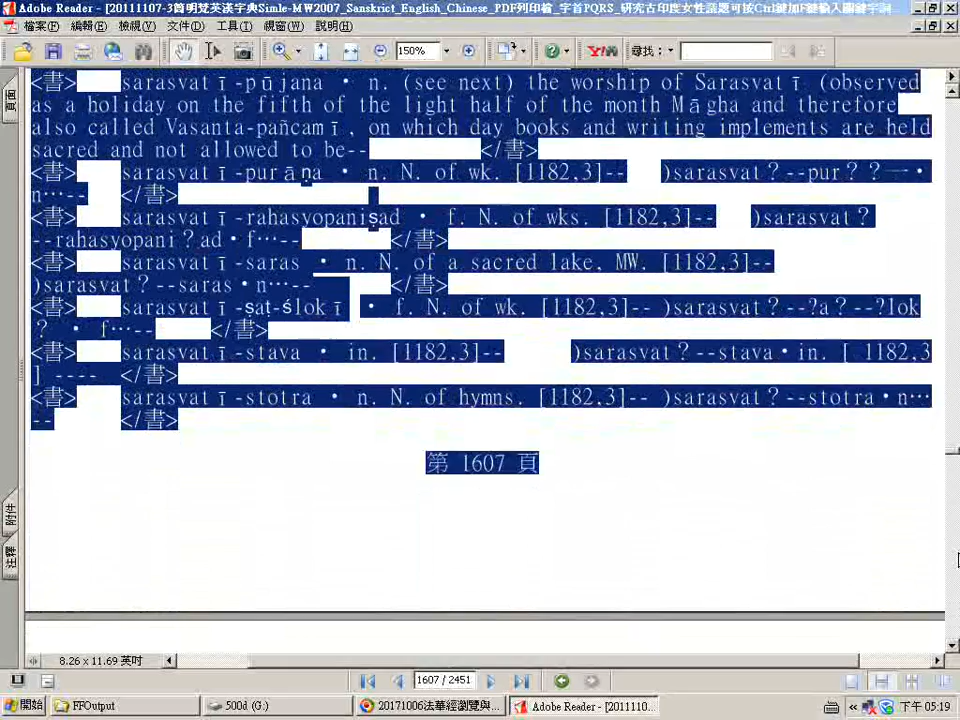 Adobe Reader - [20111107-3簡明梵英漢字典Simle-MW2007_Sanskrict_English_Chinese_PDF列印檔_字首PQRS_研究古印度女性話題可按Ctrl鍵加F鍵輸入關鍵字詞
檔案(F) 編輯(E) 檢視(V) 文件(D) 工具(T) 視窗(W) 說明(H)
150% Y! 尋找:
頁面
<書> sarasvatī-pūjana · n. (see next) the worship of Sarasvatī (observed
as a holiday on the fifth of the light half of the month Māgha and therefore
also called Vasanta-pañcamī, on which day books and writing implements are held
sacred and not allowed to be-- </書>
<書> sarasvatī-purāṇa · n. N. of wk. [1182,3]-- )sarasvat?--pur??一·
n…-- </書>
<書> sarasvatī-rahasyopaniṣad · f. N. of wks. [1182,3]-- )sarasvat?
--rahasyopani?ad·f…-- </書>
<書> sarasvatī-saras · n. N. of a sacred lake, MW. [1182,3]--
)sarasvat?--saras·n…-- </書>
<書> sarasvatī-ṣaṭ-ślokī · f. N. of wk. [1182,3]-- )sarasvat?--?a?--?lok
? · f…-- </書>
<書> sarasvatī-stava · in. [1182,3]-- )sarasvat?--stava·in. [ 1182,3
] ---- </書>
<書> sarasvatī-stotra · n. N. of hymns. [1182,3]-- )sarasvat?--stotra·n…
-- </書>
第 1607 頁
附件
注釋
8.26 x 11.69 英吋
1607 / 2451
開始 FFOutput 500d (G:) 20171006法華經瀏覽與... Adobe Reader - [20111107... 下午 05:19